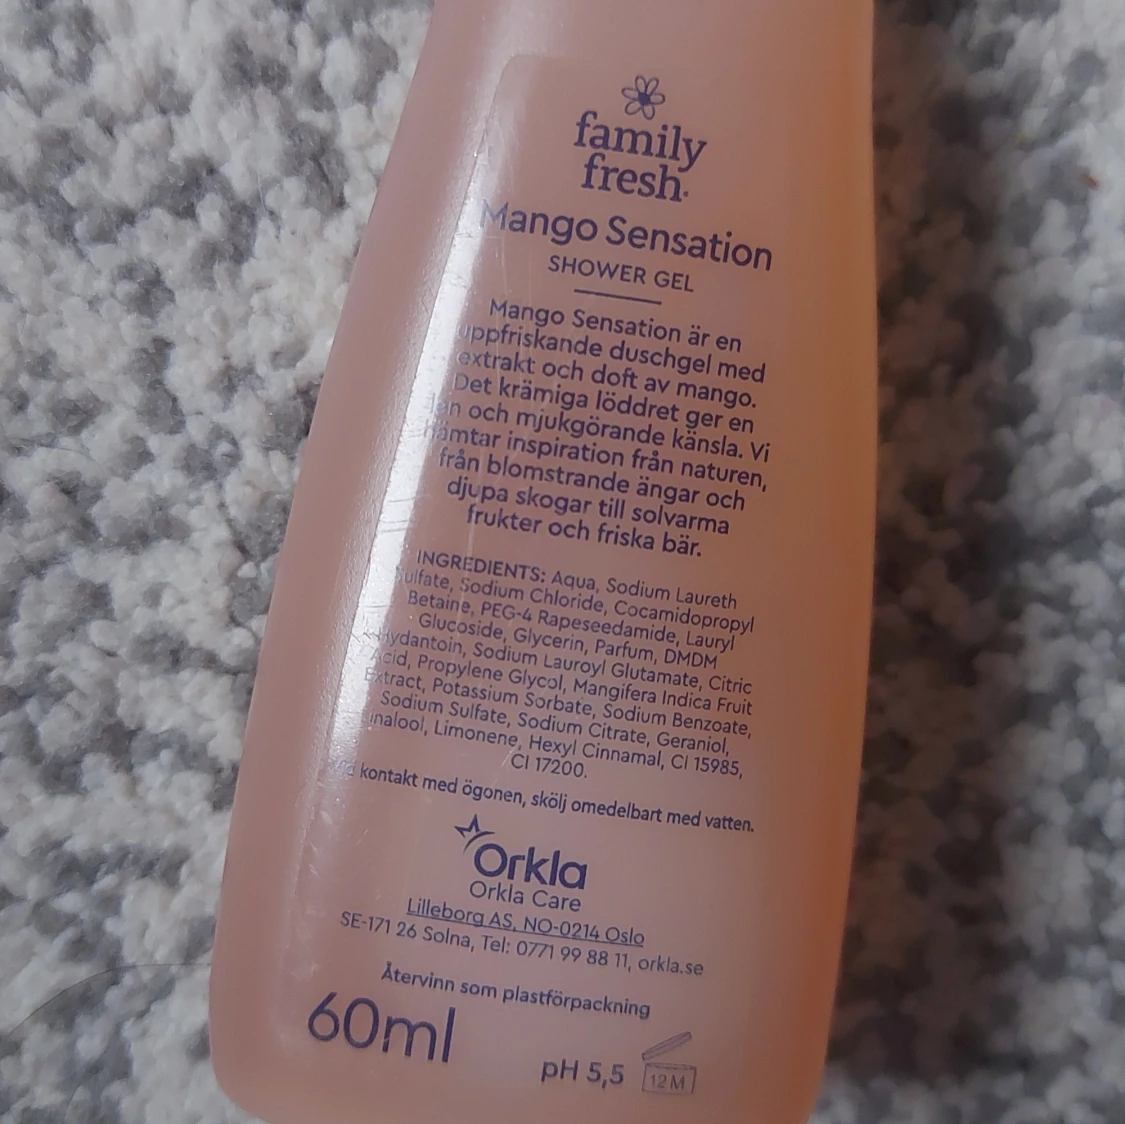 family
fresh.
Mango Sensation
SHOWER GEL
Mango Sensation är en
uppfriskande duschgel med
extrakt och doft av mango.
Det krämiga löddret ger en
len och mjukgörande känsla. Vi
hämtar inspiration från naturen,
från blomstrande ängar och
djupa skogar till solvarma
frukter och friska bär.
INGREDIENTS: Aqua, Sodium Laureth
Sulfate, Sodium Chloride, Cocamidopropyl
Betaine, PEG-4 Rapeseedamide, Lauryl
Glucoside, Glycerin, Parfum, DMDM
Hydantoin, Sodium Lauroyl Glutamate, Citric
Acid, Propylene Glycol, Mangifera Indica Fruit
Extract, Potassium Sorbate, Sodium Benzoate,
Sodium Sulfate, Sodium Citrate, Geraniol,
Linalool, Limonene, Hexyl Cinnamal, CI 15985,
CI 17200.
Vid kontakt med ögonen, skölj omedelbart med vatten.
Orkla
Orkla Care
Lilleborg AS, NO-0214 Oslo
SE-171 26 Solna, Tel: 0771 99 88 11, orkla.se
Återvinn som plastförpackning
60ml
pH 5,5
12 M